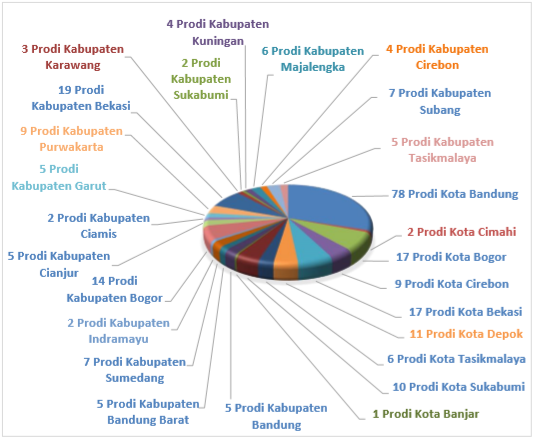 4 Prodi Kabupaten
Kuningan
3 Prodi Kabupaten
Karawang
2 Prodi
Kabupaten
Sukabumi
6 Prodi Kabupaten
Majalengka
4 Prodi Kabupaten
Cirebon
19 Prodi
Kabupaten Bekasi
7 Prodi Kabupaten
Subang
9 Prodi Kabupaten
Purwakarta
5 Prodi Kabupaten
Tasikmalaya
5 Prodi
Kabupaten Garut
78 Prodi Kota Bandung
2 Prodi Kabupaten
Ciamis
2 Prodi Kota Cimahi
5 Prodi Kabupaten
Cianjur
17 Prodi Kota Bogor
14 Prodi
Kabupaten Bogor
9 Prodi Kota Cirebon
17 Prodi Kota Bekasi
2 Prodi Kabupaten
Indramayu
11 Prodi Kota Depok
7 Prodi Kabupaten
Sumedang
6 Prodi Kota Tasikmalaya
10 Prodi Kota Sukabumi
5 Prodi Kabupaten
Bandung Barat
5 Prodi Kabupaten
Bandung
1 Prodi Kota Banjar